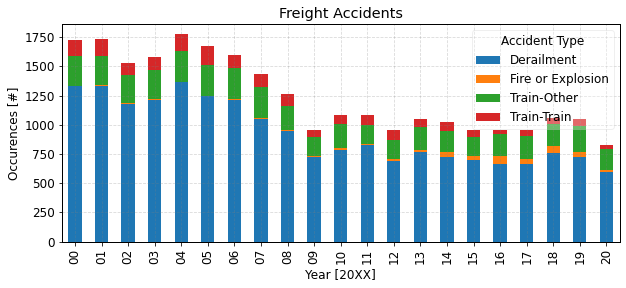 Freight Accidents
Occurences [#]
1750
1500
1250
1000
750
500
250
0
Accident Type
Derailment
Fire or Explosion
Train-Other
Train-Train
00 01 02 03 04 05 06 07 08 09 10 11 12 13 14 15 16 17 18 19 20
Year [20XX]